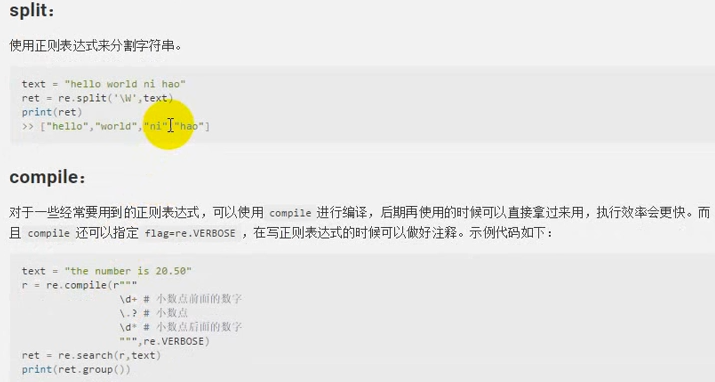 split：
使用正则表达式来分割字符串。
text = "hello world ni hao"
ret = re.split('\W',text)
print(ret)
>> ["hello","world","ni","hao"]
compile：
对于一些经常要用到的正则表达式，可以使用 compile 进行编译，后期再使用的时候可以直接拿过来用，执行效率会更快。而
且 compile 还可以指定 flag=re.VERBOSE ，在写正则表达式的时候可以做好注释。示例代码如下：
text = "the number is 20.50"
r = re.compile(r"""
\d+ # 小数点前面的数字
\.? # 小数点
\d* # 小数点后面的数字
""",re.VERBOSE)
ret = re.search(r,text)
print(ret.group())